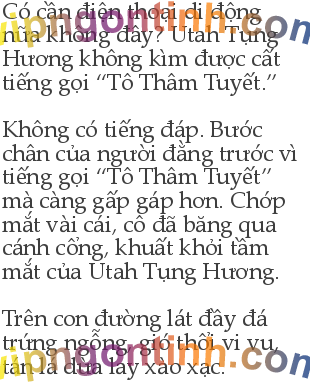 Có cần điện thoại di động
nữa không đây? Utah Tụng
Hương không kìm được cất
tiếng gọi “Tô Thâm Tuyết.”
Không có tiếng đáp. Bước
chân của người đằng trước vì
tiếng gọi “Tô Thâm Tuyết”
mà càng gấp gáp hơn. Chớp
mắt vài cái, cô đã băng qua
cánh cổng, khuất khỏi tầm
mắt của Utah Tụng Hương.
Trên con đường lát đầy đá
trứng ngỗng, gió thổi vi vu,
tán lá dừa lay xào xạc.
vipngontinh.com
vipngontinh.com